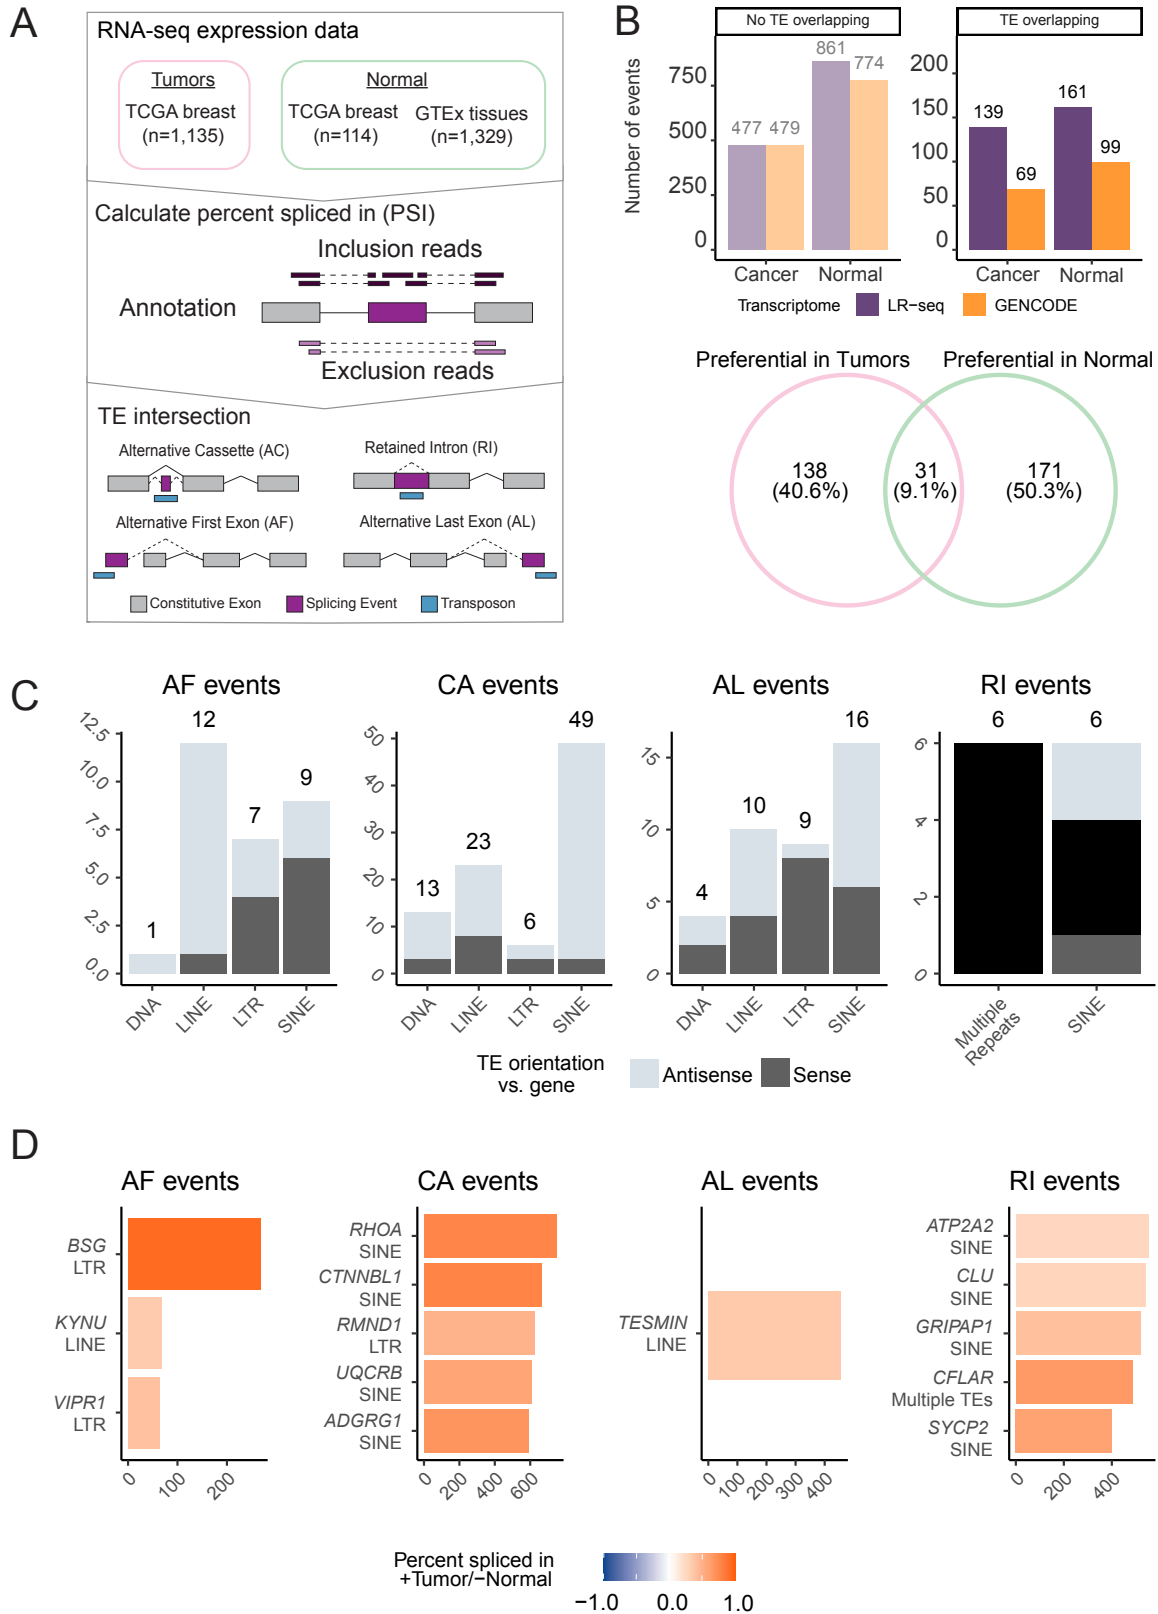 A
RNA-seq expression data
Tumors
TCGA breast
(n=1,135)
Normal
TCGA breast
(n=114)
GTEx tissues
(n=1,329)
Calculate percent spliced in (PSI)
Inclusion reads
Annotation
Exclusion reads
TE intersection
Alternative Cassette (AC)
Retained Intron (RI)
Alternative First Exon (AF)
Alternative Last Exon (AL)
Constitutive Exon
Splicing Event
Transposon
B
No TE overlapping
TE overlapping
Number of events
750
500
250
0
477
479
861
774
Cancer
Normal
200
150
100
50
0
139
69
161
99
Cancer
Normal
Transcriptome
LR−seq
GENCODE
Preferential in Tumors
Preferential in Normal
138
(40.6%)
31
(9.1%)
171
(50.3%)
C
AF events
12.5
10.0
7.5
5.0
2.5
0.0
1
12
7
9
DNA
LINE
LTR
SINE
CA events
50
40
30
20
10
0
13
23
6
49
DNA
LINE
LTR
SINE
AL events
15
10
5
0
4
10
9
16
DNA
LINE
LTR
SINE
RI events
6
4
2
0
6
6
Multiple
Repeats
SINE
TE orientation
vs. gene
Antisense
Sense
D
AF events
BSG
LTR
KYNU
LINE
VIPR1
LTR
0
100
200
CA events
RHOA
SINE
CTNNBL1
SINE
RMND1
LTR
UQCRB
SINE
ADGRG1
SINE
0
200
400
600
AL events
TESMIN
LINE
0
100
200
300
400
RI events
ATP2A2
SINE
CLU
SINE
GRIPAP1
SINE
CFLAR
Multiple TEs
SYCP2
SINE
0
200
400
Percent spliced in
+Tumor/−Normal
−1.0
0.0
1.0